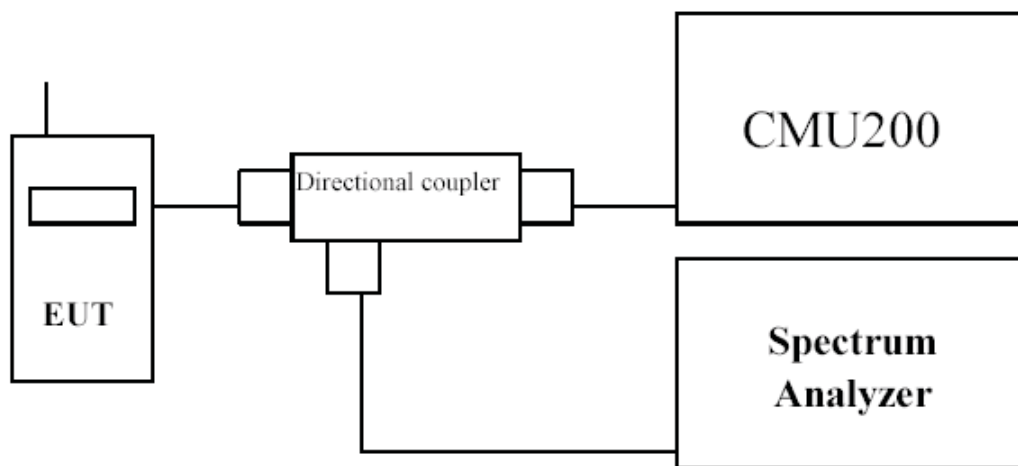 CMU200
Directional coupler
EUT
Spectrum
Analyzer